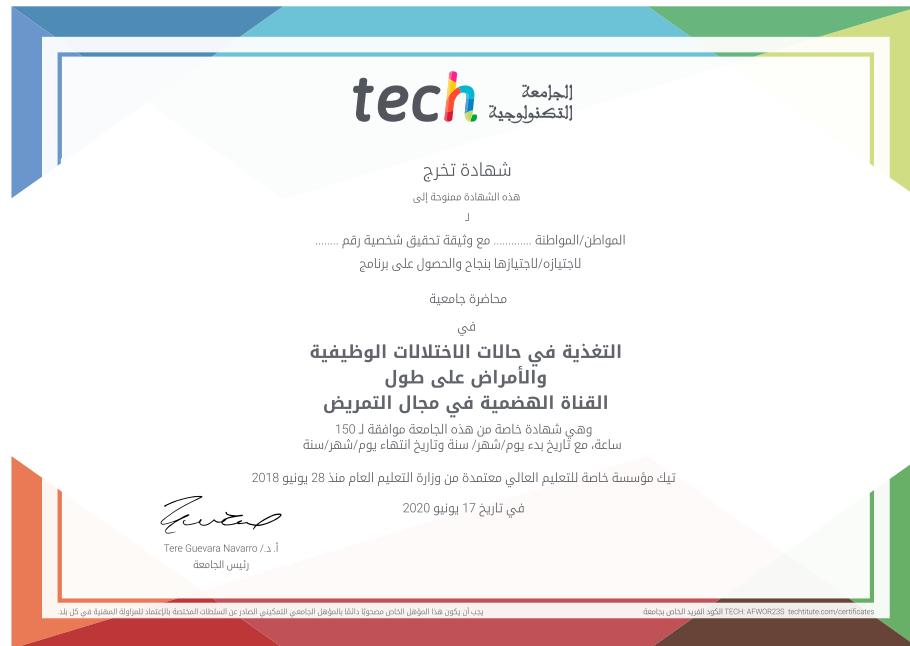 tech الجامعة
التكنولوجية
شهادة تخرج
هذه الشهادة ممنوحة إلى
لـ
المواطن/المواطنة ............. مع وثيقة تحقيق شخصية رقم ........
لاجتيازه/لاجتيازها بنجاح والحصول على برنامج
محاضرة جامعية
في
التغذية في حالات الاختلالات الوظيفية
والأمراض على طول
القناة الهضمية في مجال التمريض
وهي شهادة خاصة من هذه الجامعة موافقة لـ 150
ساعة، مع تاريخ بدء يوم/شهر/ سنة وتاريخ انتهاء يوم/شهر/سنة
تيك مؤسسة خاصة للتعليم العالي معتمدة من وزارة التعليم العام منذ 28 يونيو 2018
في تاريخ 17 يونيو 2020
أ. د./ Tere Guevara Navarro
رئيس الجامعة
يجب أن يكون هذا المؤهل الخاص مصحوبًا دائمًا بالمؤهل الجامعي التمكيني الصادر عن السلطات المختصة بالإعتماد للمزاولة المهنية في كل بلد.
الكود الفريد الخاص بجامعة TECH: AFWOR23S techtitute.com/certificates